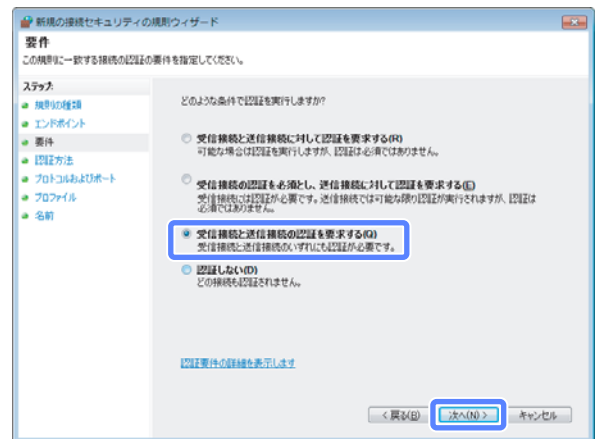 新規の接続セキュリティの規則ウィザード
要件
この規則に一致する接続の認証の要件を指定してください。
ステップ:
規則の種類
エンドポイント
要件
認証方法
プロトコルおよびポート
プロファイル
名前
どのような条件で認証を実行しますか?
受信接続と送信接続に対して認証を要求する(R)
可能な場合は認証を実行しますが、認証は必須ではありません。
受信接続の認証を必須とし、送信接続に対して認証を要求する(E)
受信接続には認証が必要です。送信接続では可能な限り認証が実行されますが、認証は
必須ではありません。
受信接続と送信接続の認証を要求する(Q)
受信接続と送信接続のいずれにも認証が必要です。
認証しない(D)
どの接続も認証されません。
認証要件の詳細を表示します
< 戻る(B)
次へ(N) >
キャンセル